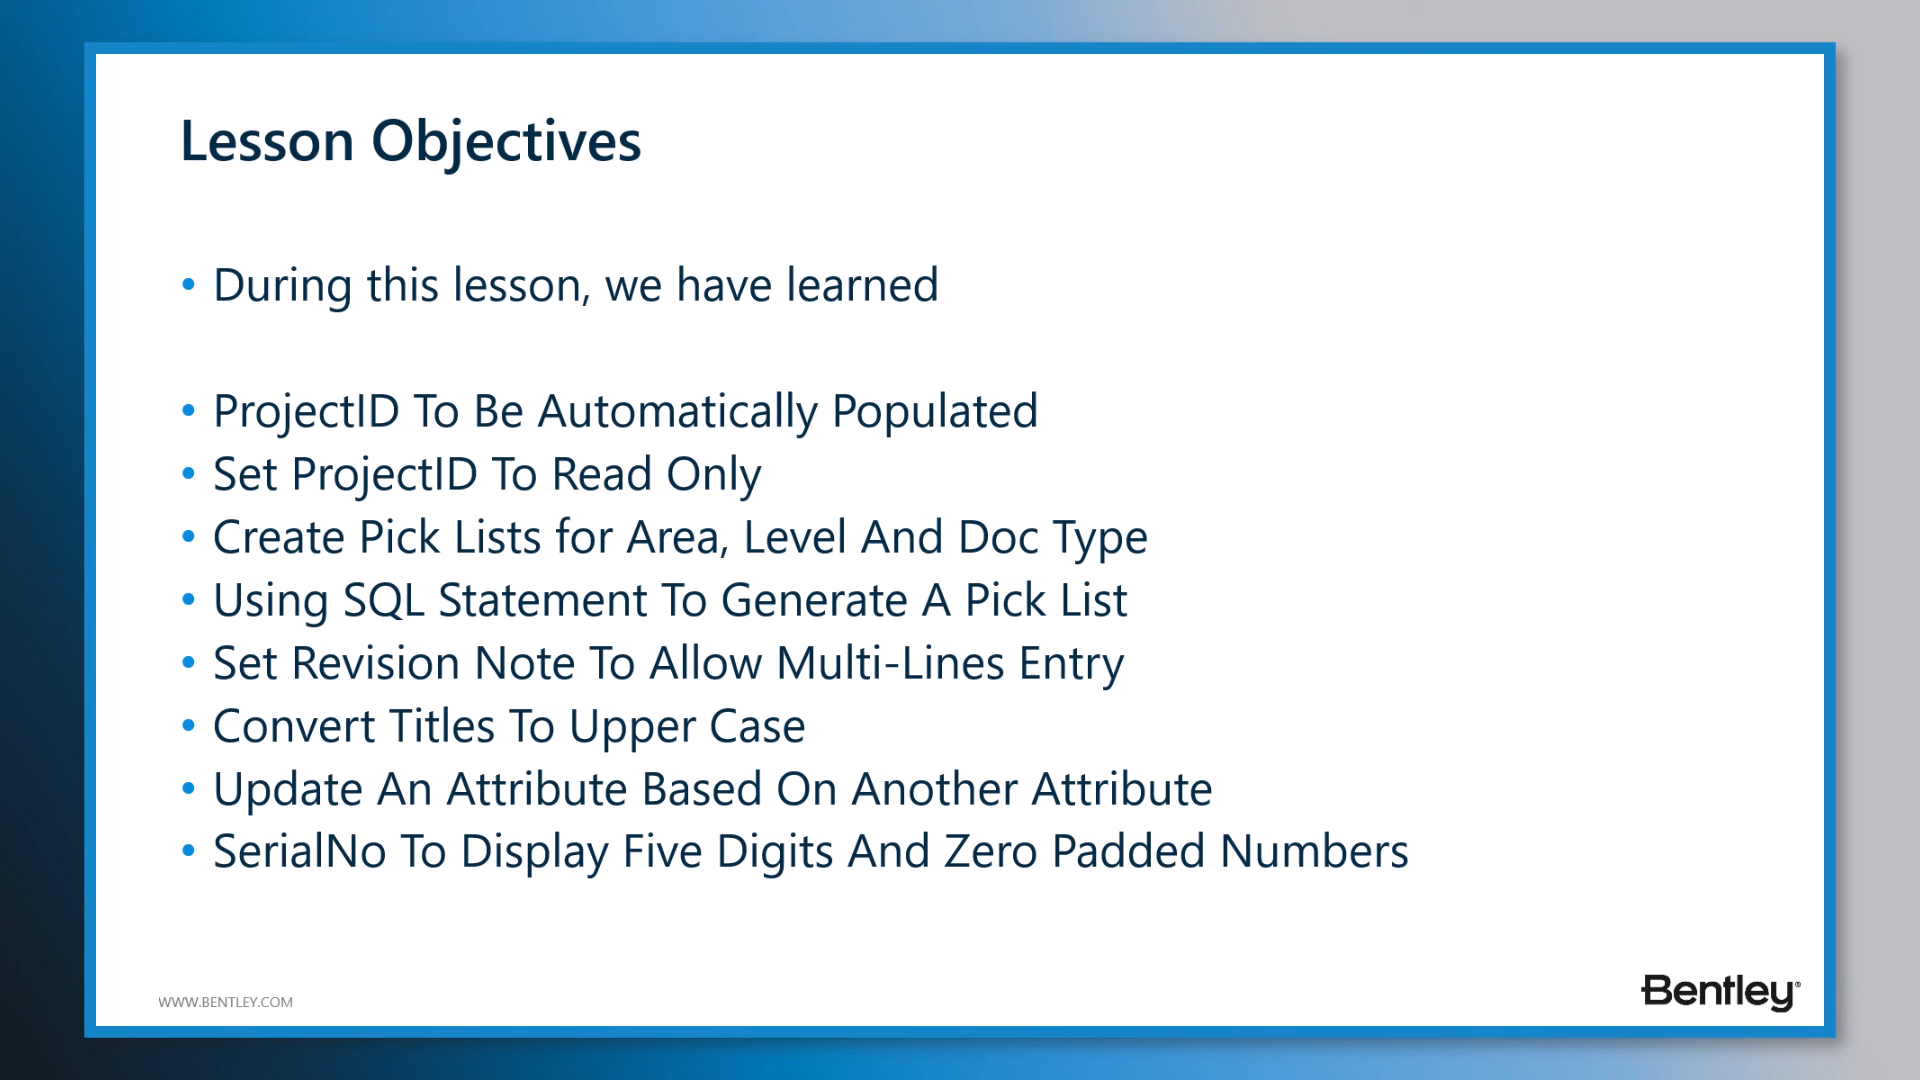 Lesson Objectives
• During this lesson, we have learned
• ProjectID To Be Automatically Populated
• Set ProjectID To Read Only
• Create Pick Lists for Area, Level And Doc Type
• Using SQL Statement To Generate A Pick List
• Set Revision Note To Allow Multi-Lines Entry
• Convert Titles To Upper Case
• Update An Attribute Based On Another Attribute
• SerialNo To Display Five Digits And Zero Padded Numbers
WWW.BENTLEY.COM
Bentley®